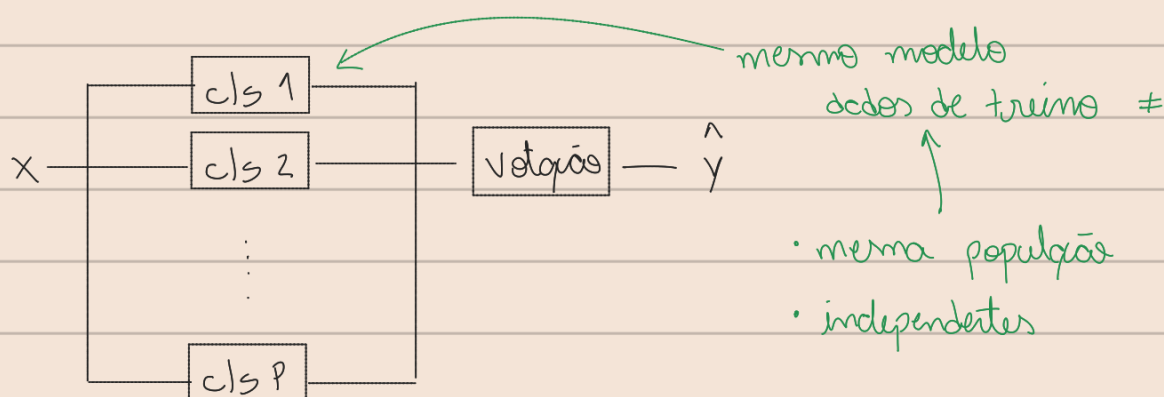 mesmo modelo
cls 1
dados de treino ≠
^
X
cls 2
Votação
y
mesma população
independentes
cls P